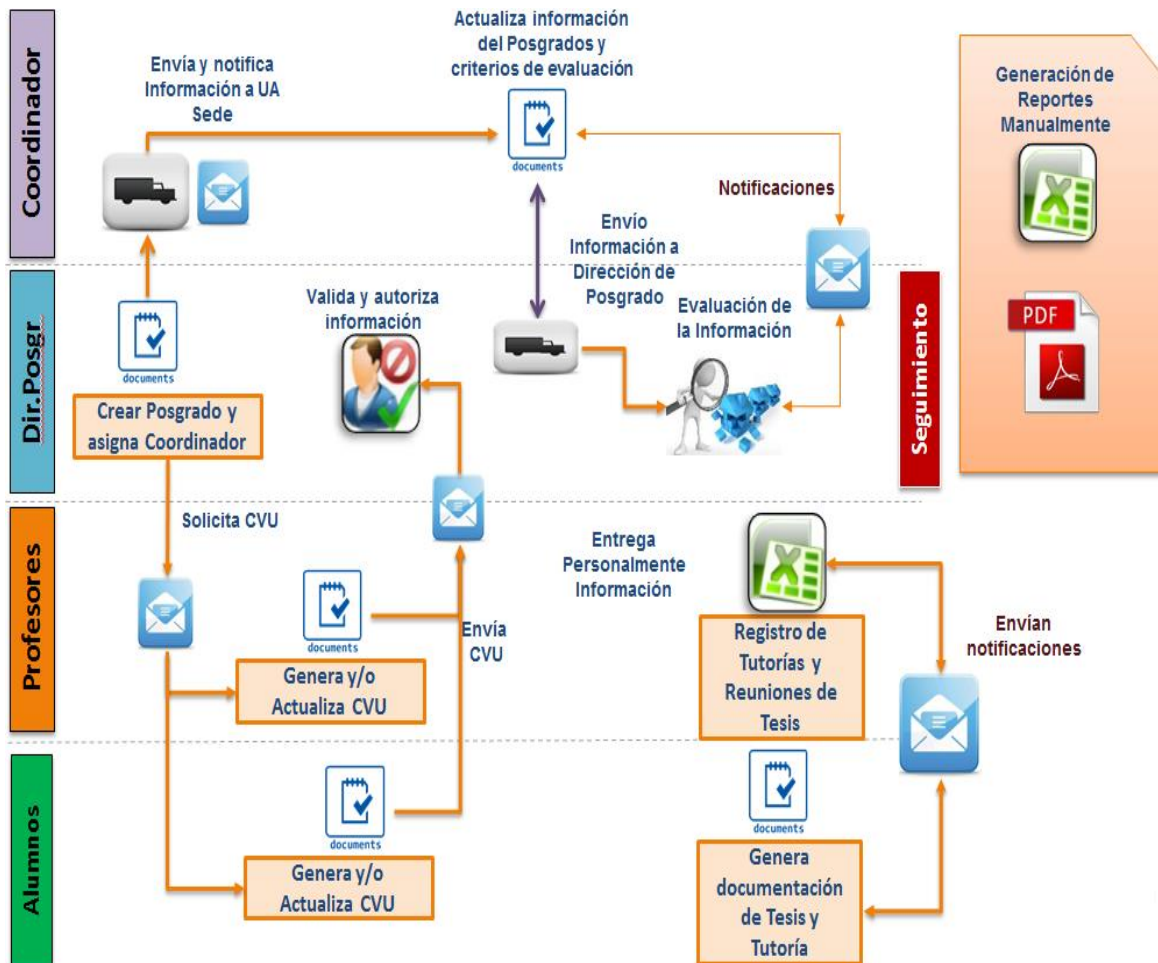 Coordinador
Envía y notifica
Información a UA
Sede
Actualiza información
del Posgrados y
criterios de evaluación
documents
Notificaciones
Envío
Información a
Dirección de
Posgrado
Generación de
Reportes
Manualmente
PDF
Dir.Posgr
documents
Crear Posgrado y
asigna Coordinador
Valida y autoriza
información
Evaluación de
la Información
Seguimiento
Profesores
Solicita CVU
documents
Genera y/o
Actualiza CVU
Envía
CVU
Entrega
Personalmente
Información
Registro de
Tutorías y
Reuniones de
Tesis
Envían
notificaciones
Alumnos
documents
Genera y/o
Actualiza CVU
documents
Genera
documentación
de Tesis y
Tutoría